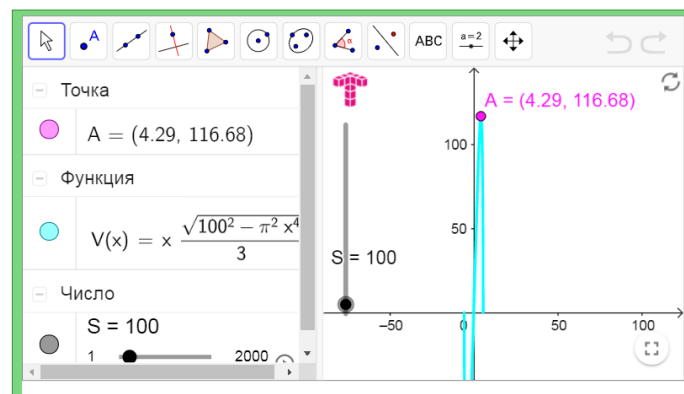 A
ABC
a=2
Точка
A = (4.29, 116.68)
Функция
V(x) = x √(100² − π² x⁴ / 3
Число
S = 100
1 2000
A = (4.29, 116.68)
100
50
S = 100
−50 0 50 100